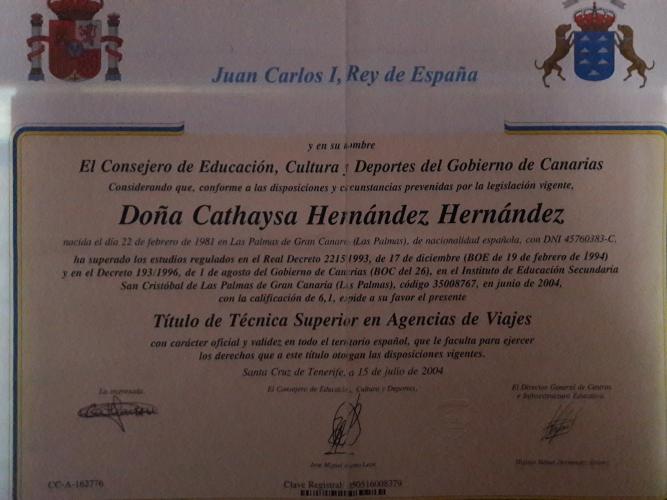 Juan Carlos I, Rey de España
y en su nombre
El Consejero de Educación, Cultura y Deportes del Gobierno de Canarias
Considerando que, conforme a las disposiciones y circunstancias prevenidas por la legislación vigente,
Doña Cathaysa Hernández Hernández
nacida el día 22 de febrero de 1981 en Las Palmas de Gran Canaria (Las Palmas), de nacionalidad española, con DNI 45760383-C,
ha superado los estudios regulados en el Real Decreto 2215/1993, de 17 de diciembre (BOE de 19 de febrero de 1994)
y en el Decreto 193/1996, de 1 de agosto del Gobierno de Canarias (BOC del 26), en el Instituto de Educación Secundaria
San Cristóbal de Las Palmas de Gran Canaria (Las Palmas), código 35008767, en junio de 2004,
con la calificación de 6,1, expide a su favor el presente
Título de Técnica Superior en Agencias de Viajes
con carácter oficial y validez en todo el territorio español, que le faculta para ejercer
los derechos que a este título otorgan las disposiciones vigentes.
Santa Cruz de Tenerife, a 15 de julio de 2004
La interesada,
El Consejero de Educación, Cultura y Deportes,
El Director General de Centros
e Infraestructura Educativa,
José Miguel León
CC-A-162776
Clave Registral: